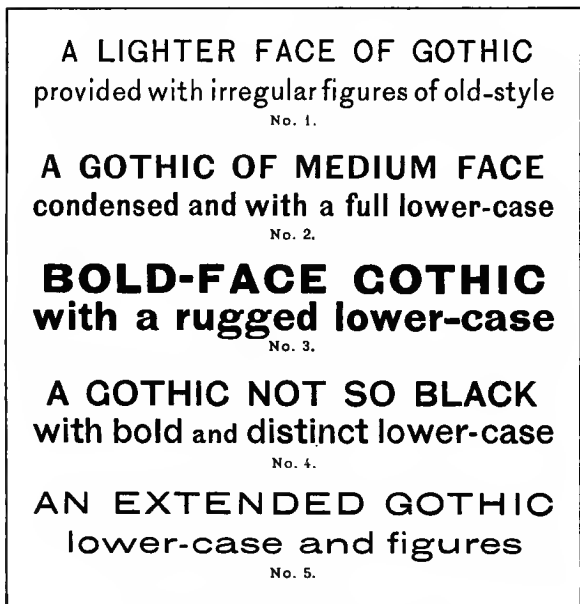 A LIGHTER FACE OF GOTHIC
provided with irregular figures of old-style
No. 1.
A GOTHIC OF MEDIUM FACE
condensed and with a full lower-case
No. 2.
BOLD-FACE GOTHIC
with a rugged lower-case
No. 3.
A GOTHIC NOT SO BLACK
with bold and distinct lower-case
No. 4.
AN EXTENDED GOTHIC
lower-case and figures
No. 5.